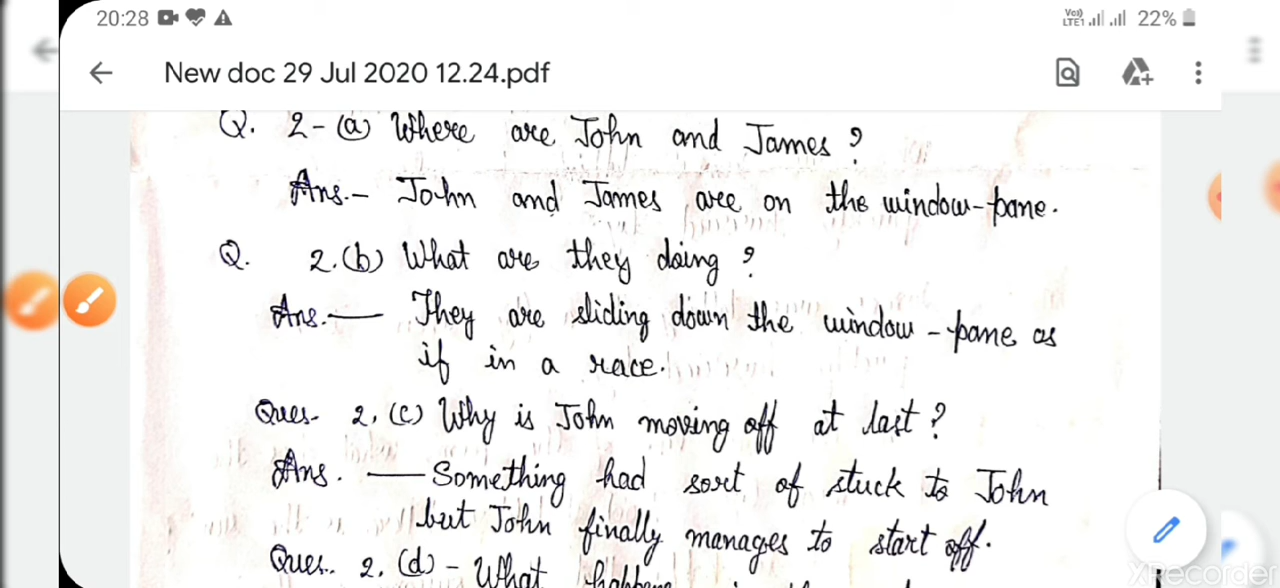 20:28
Vo)) LTE1 22%
New doc 29 Jul 2020 12.24.pdf
Q. 2-(a) Where are John and James ?
Ans.- John and James are on the window-pane.
Q. 2.(b) What are they doing ?
Ans.— They are sliding down the window-pane as
if in a race.
Ques- 2.(c) Why is John moving off at last ?
Ans. — Something had sort of stuck to John
but John finally manages to start off.
Ques.. 2.(d) - What
XRecorder